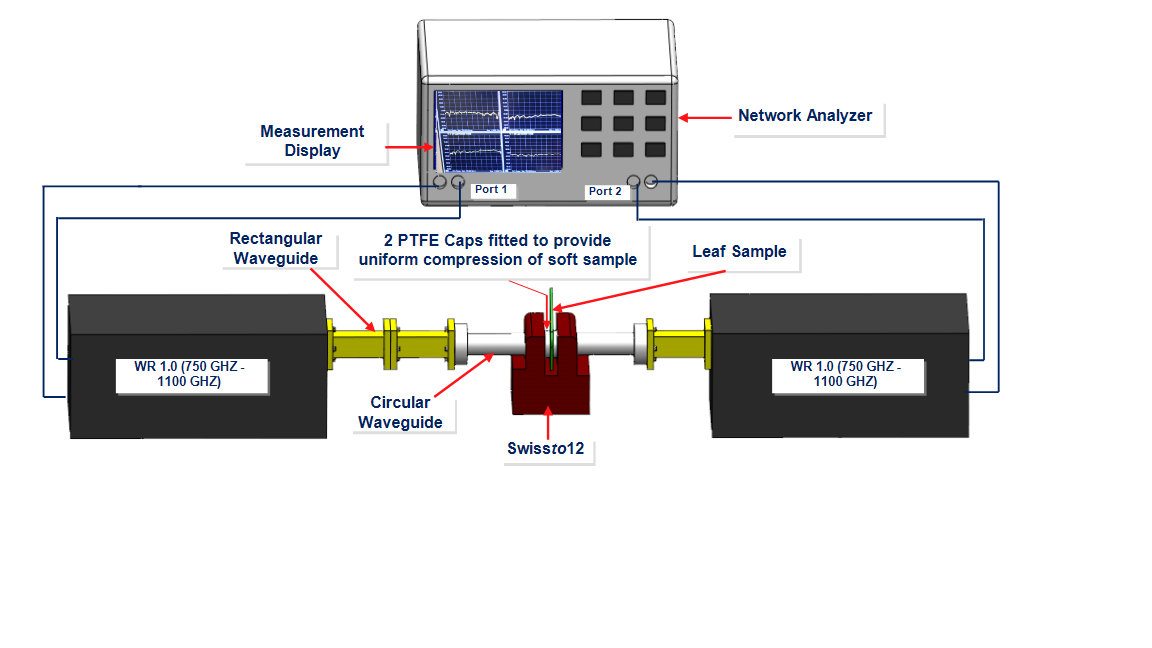 Network Analyzer
Measurement
Display
Port 1
Port 2
Rectangular
Waveguide
2 PTFE Caps fitted to provide
uniform compression of soft sample
Leaf Sample
WR 1.0 (750 GHZ -
1100 GHZ)
WR 1.0 (750 GHZ -
1100 GHZ)
Circular
Waveguide
Swissto12